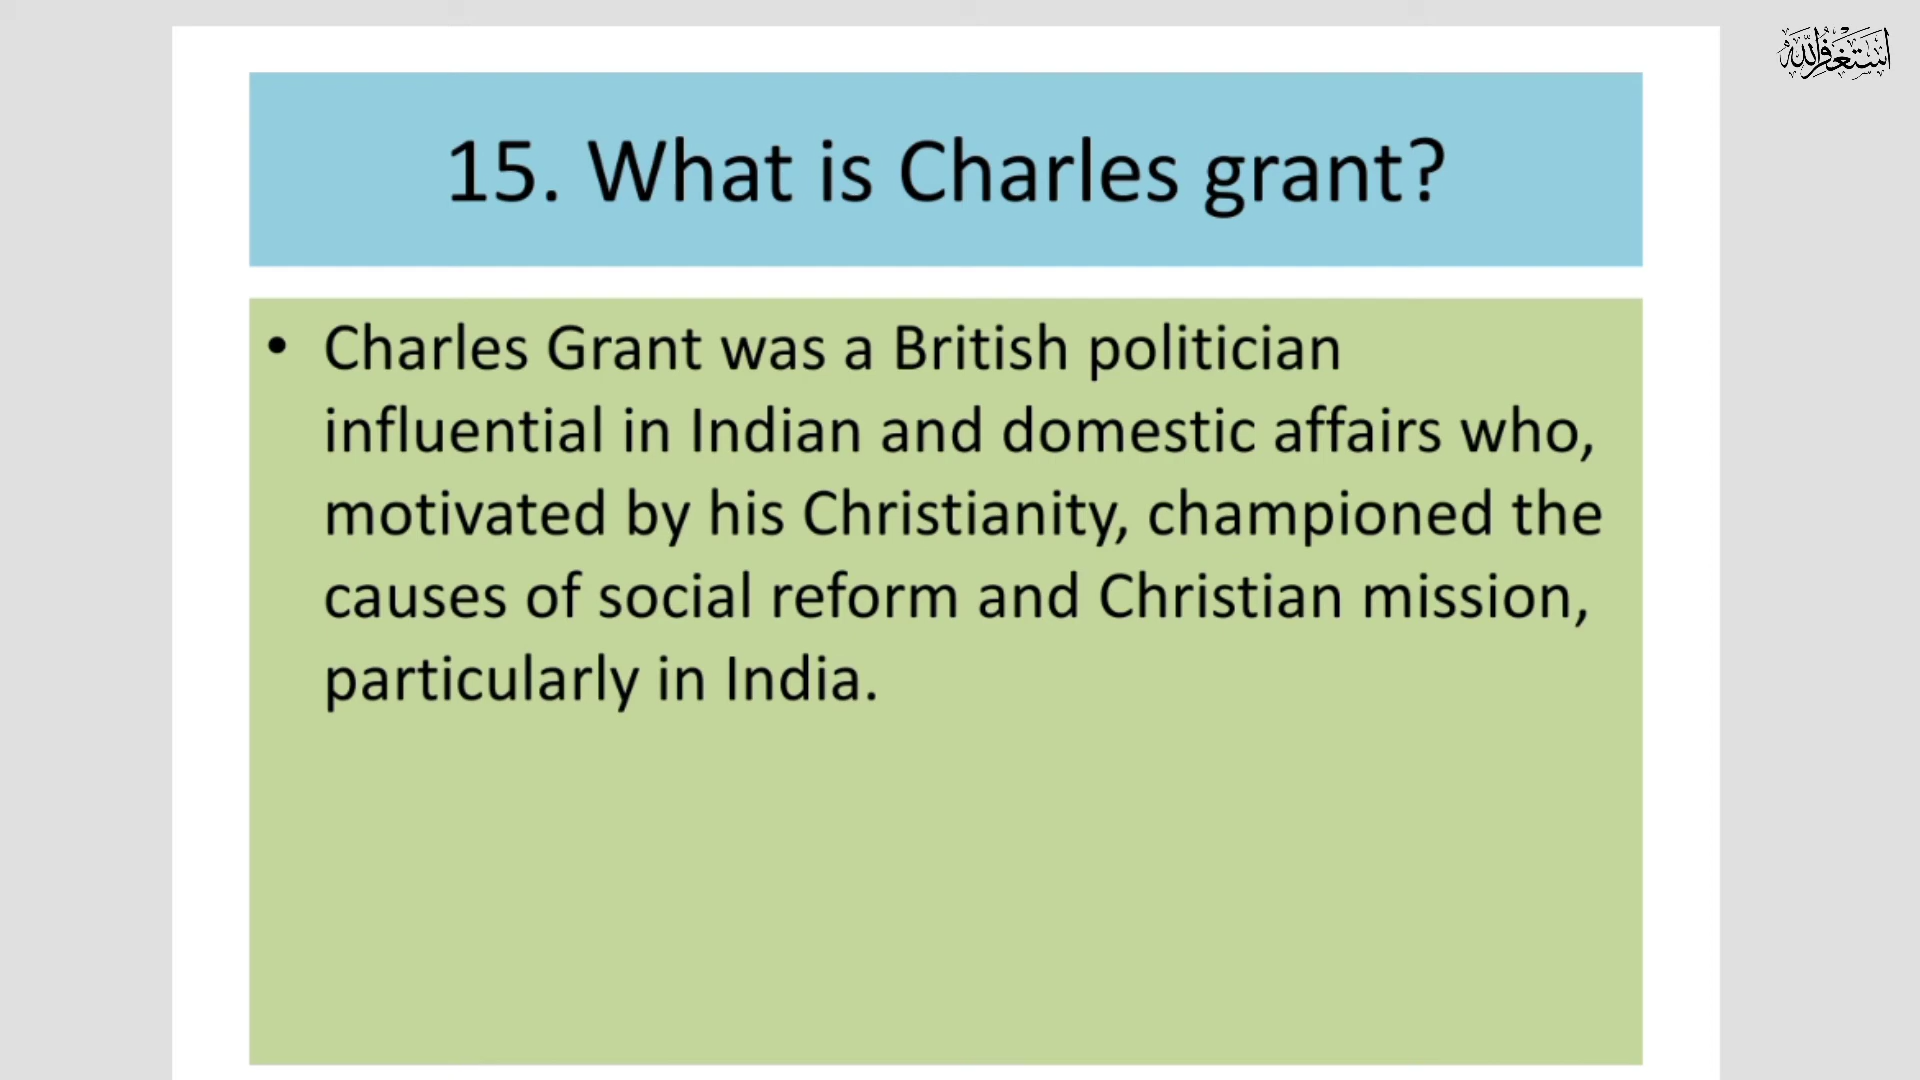 أستغفر الله
15. What is Charles grant?
• Charles Grant was a British politician
influential in Indian and domestic affairs who,
motivated by his Christianity, championed the
causes of social reform and Christian mission,
particularly in India.